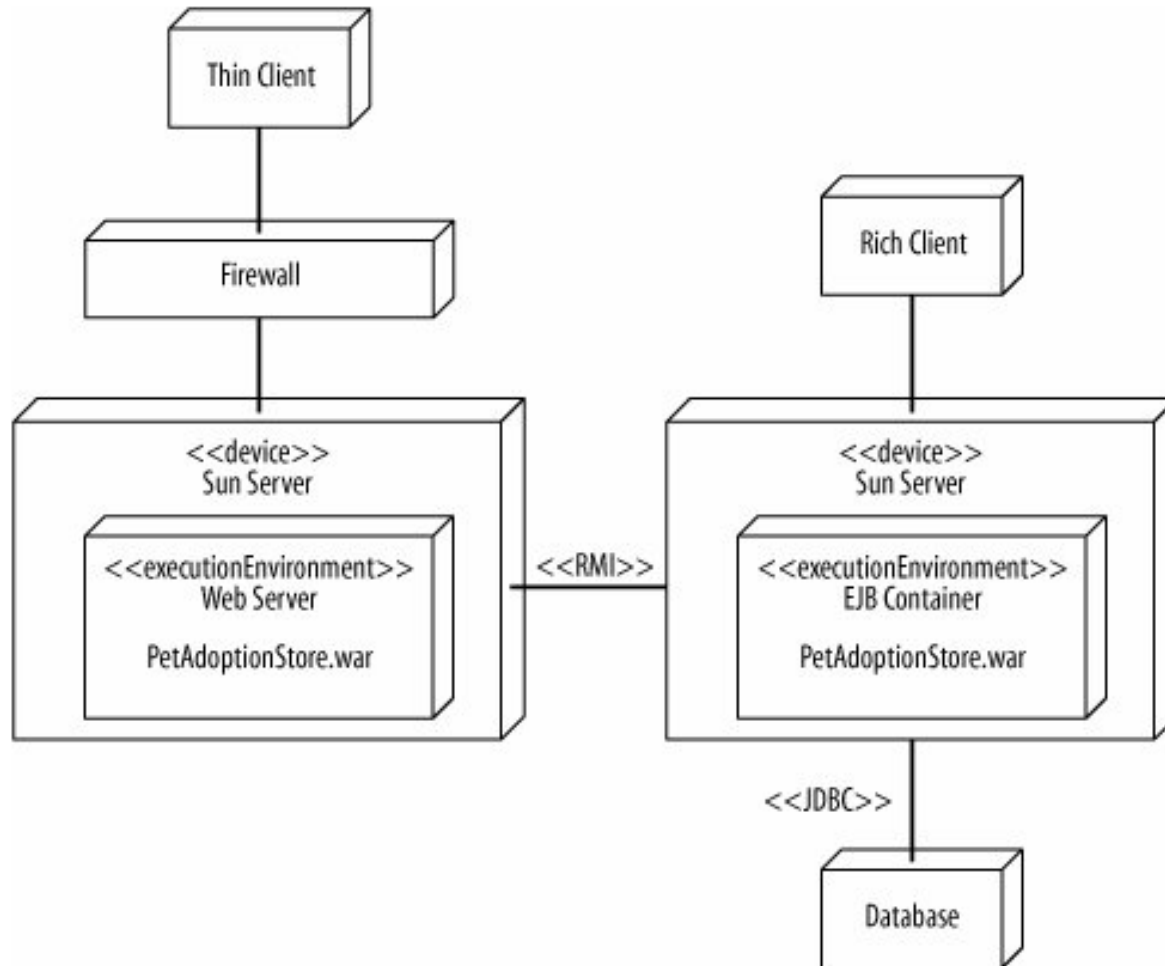 Thin Client
Firewall
Rich Client
<<device>>
Sun Server
<<executionEnvironment>>
Web Server
PetAdoptionStore.war
<<RMI>>
<<device>>
Sun Server
<<executionEnvironment>>
EJB Container
PetAdoptionStore.war
<<JDBC>>
Database